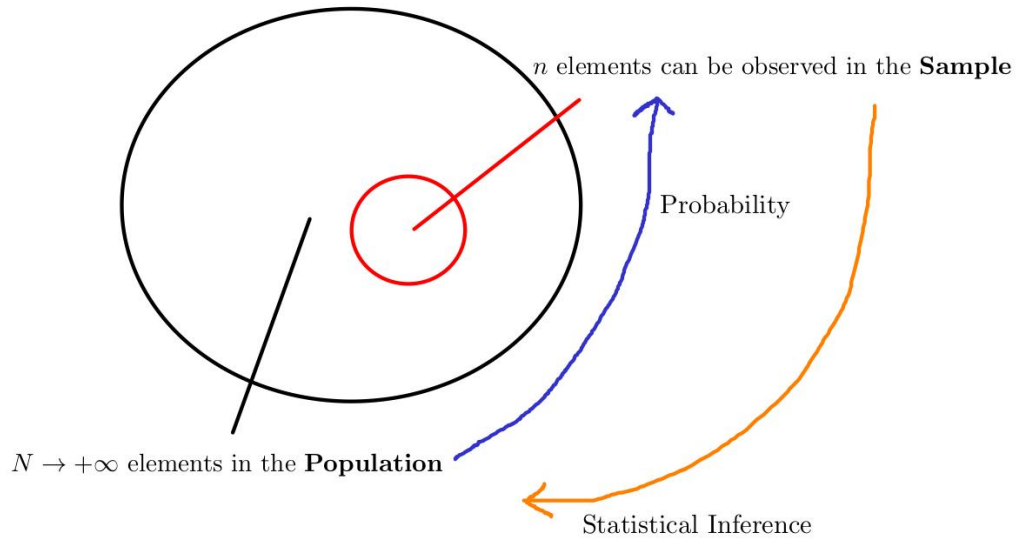 n elements can be observed in the Sample
Probability
N → +∞ elements in the Population
Statistical Inference